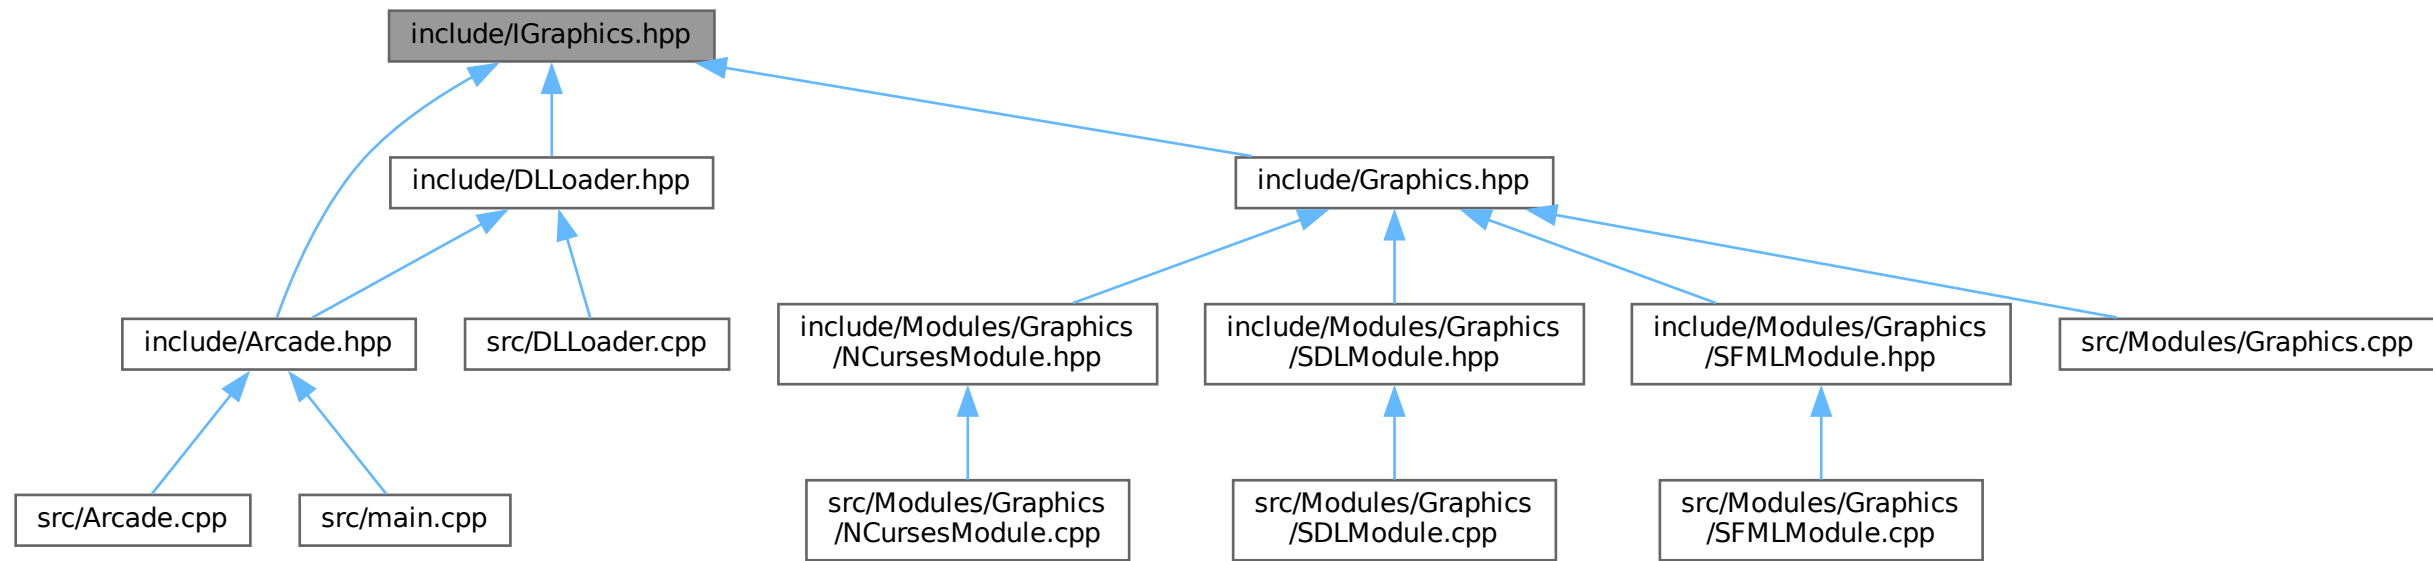 include/IGraphics.hpp
include/DLLoader.hpp
include/Graphics.hpp
include/Arcade.hpp
src/DLLoader.cpp
include/Modules/Graphics
/NCursesModule.hpp
include/Modules/Graphics
/SDLModule.hpp
include/Modules/Graphics
/SFMLModule.hpp
src/Modules/Graphics.cpp
src/Arcade.cpp
src/main.cpp
src/Modules/Graphics
/NCursesModule.cpp
src/Modules/Graphics
/SDLModule.cpp
src/Modules/Graphics
/SFMLModule.cpp